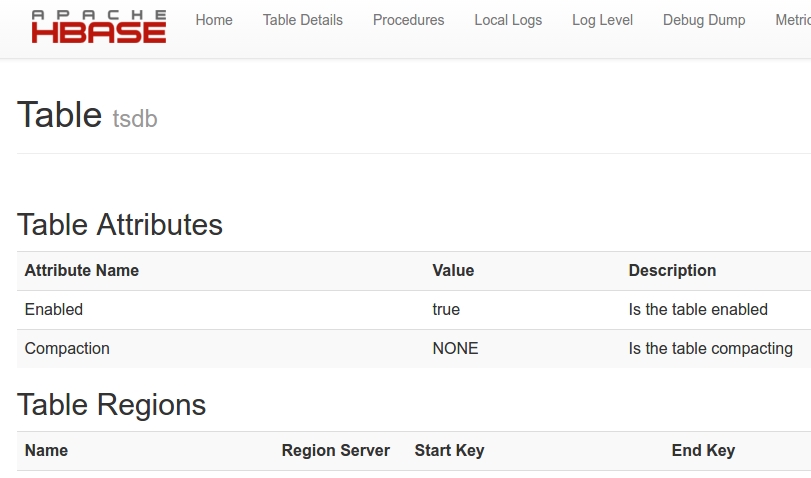 APACHE
HBASE
Home Table Details Procedures Local Logs Log Level Debug Dump Metric
Table tsdb
Table Attributes
Attribute Name Value Description
Enabled true Is the table enabled
Compaction NONE Is the table compacting
Table Regions
Name Region Server Start Key End Key